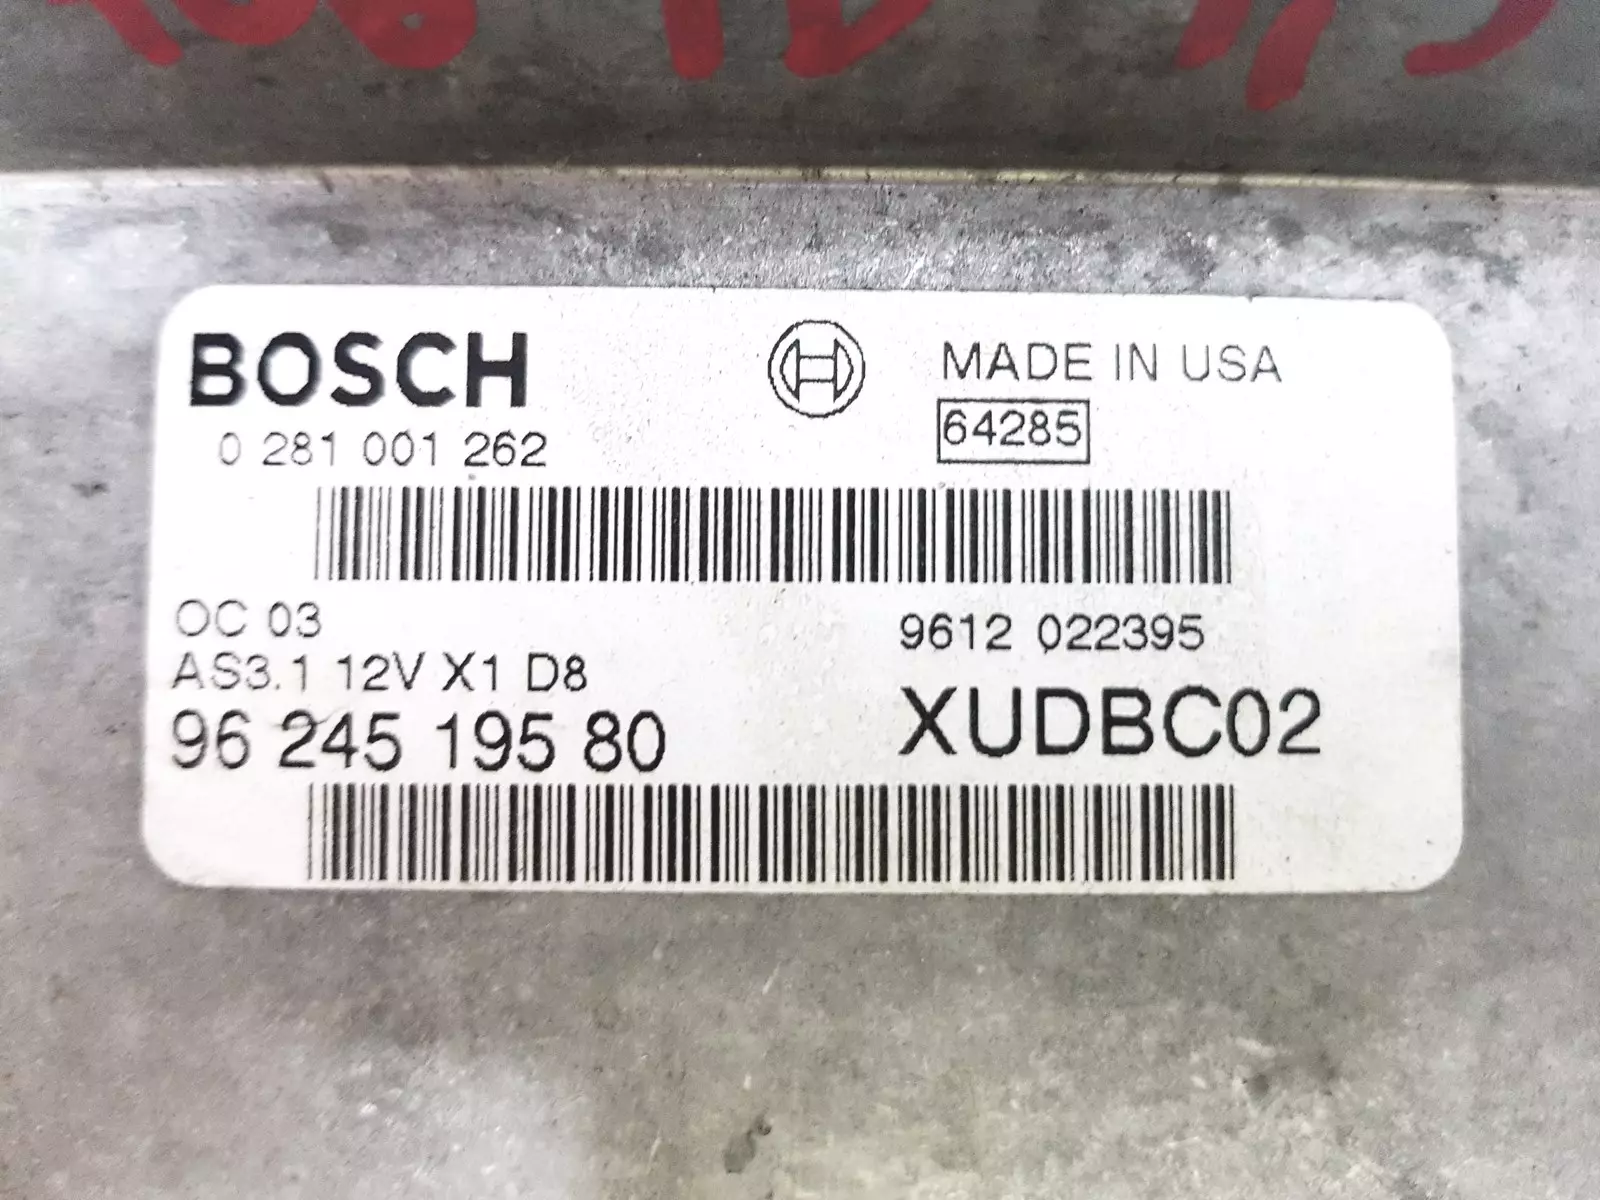 BOSCH
MADE IN USA
64285
0 281 001 262
OC 03
9612 022395
AS3.1 12V X1 D8
96 245 195 80
XUDBC02